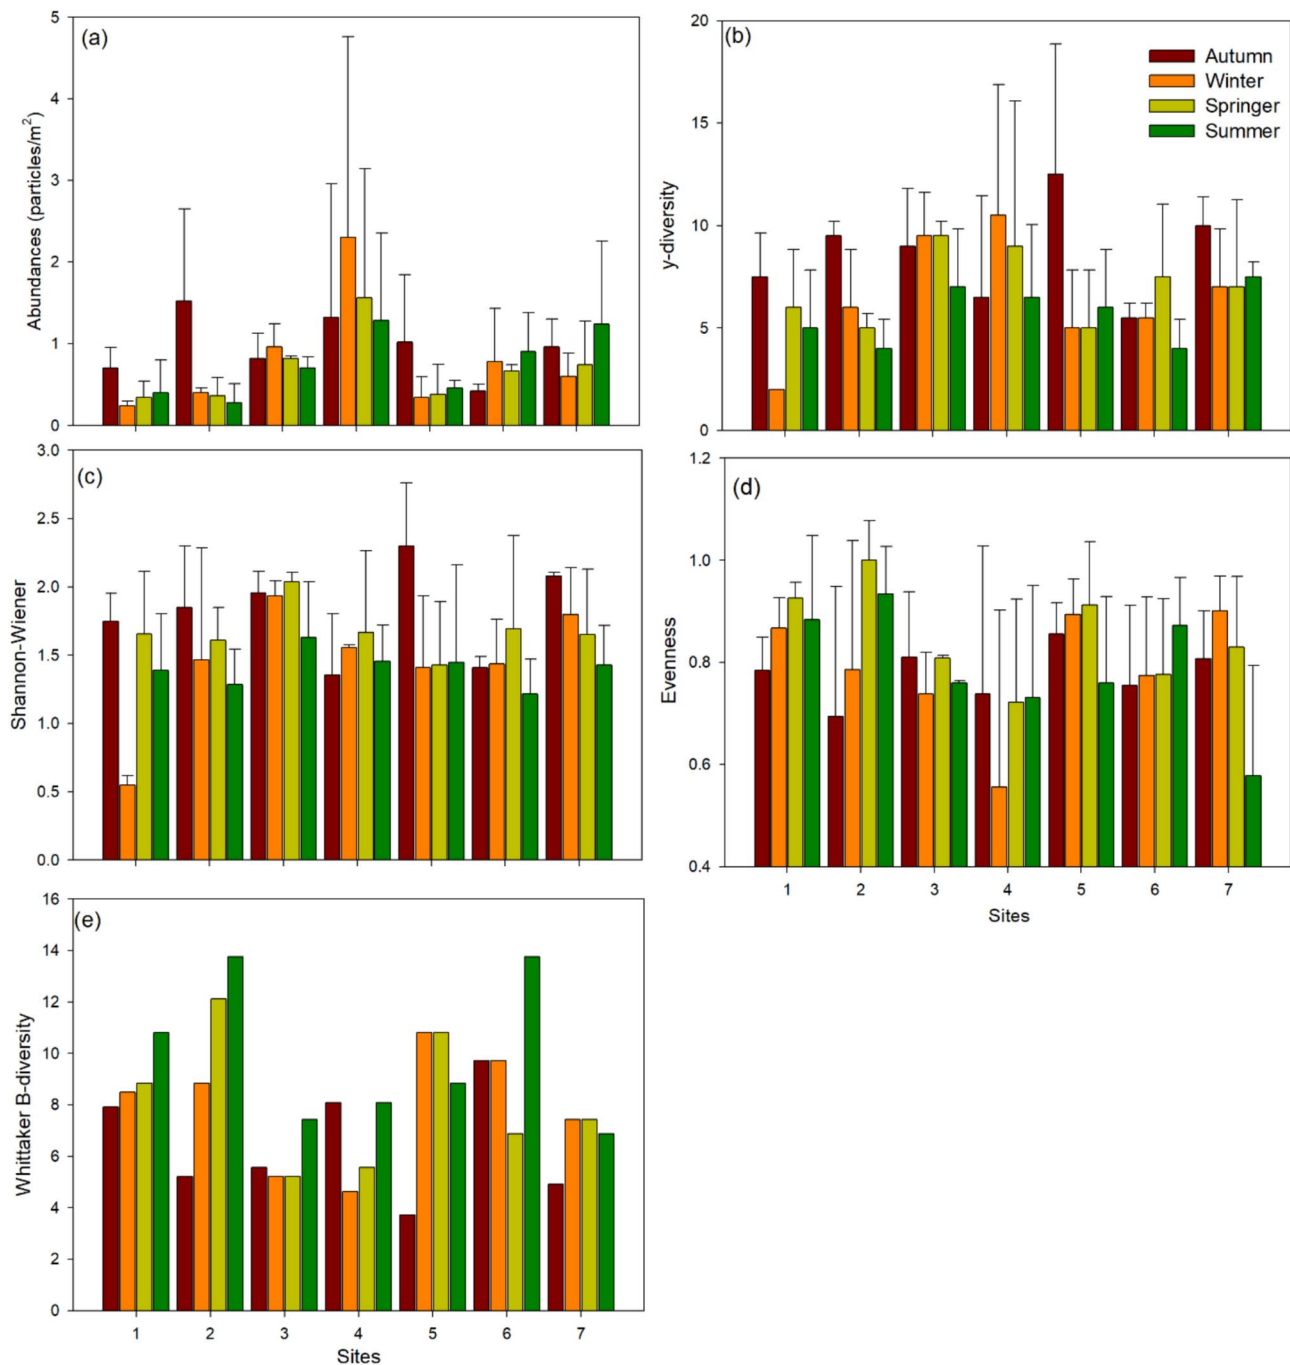 (a)
Abundances (particles/m²)
5
4
3
2
1
0
(b)
y-diversity
20
15
10
5
0
Autumn
Winter
Springer
Summer
(c)
Shannon-Wiener
3.0
2.5
2.0
1.5
1.0
0.5
0.0
(d)
Evenness
1.2
1.0
0.8
0.6
0.4
1 2 3 4 5 6 7
Sites
(e)
Whittaker B-diversity
16
14
12
10
8
6
4
2
0
1 2 3 4 5 6 7
Sites